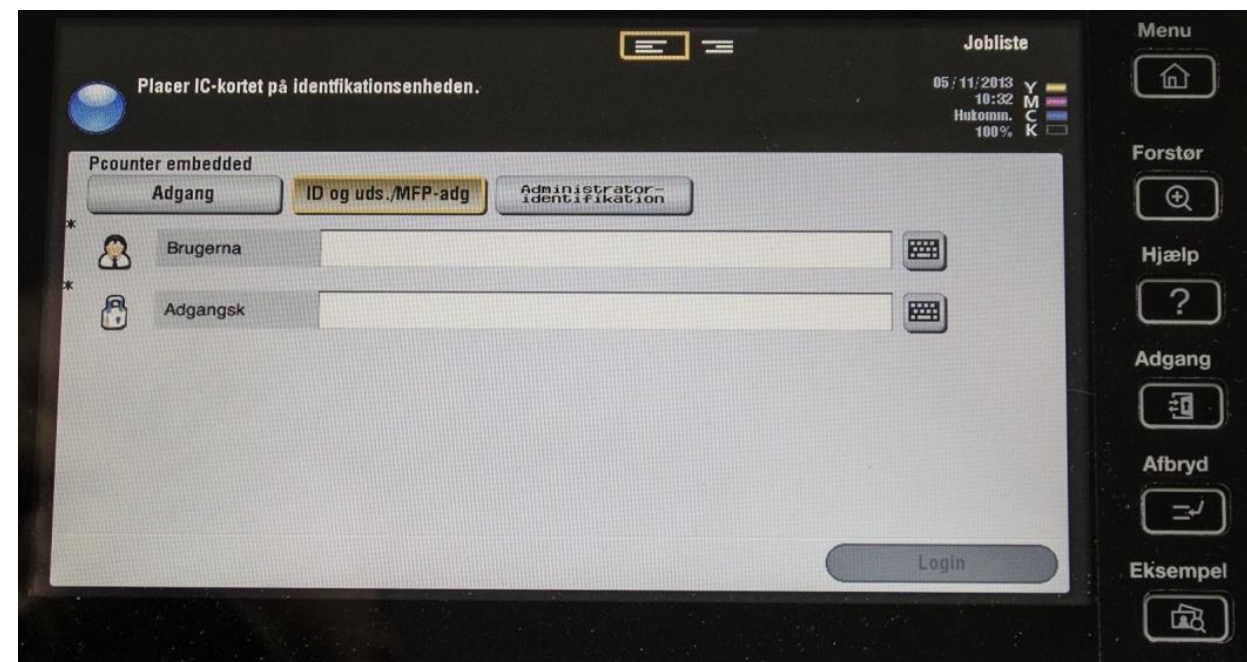 Jobliste
Placer IC-kortet på identfikationsenheden.
05/11/2013
10:32
Hukomm.
100%
Y
M
C
K
Pcounter embedded
Adgang
ID og uds./MFP-adg
Administrator-
identifikation
*
Brugerna
*
Adgangsk
Login
Menu
Forstør
Hjælp
?
Adgang
Afbryd
Eksempel